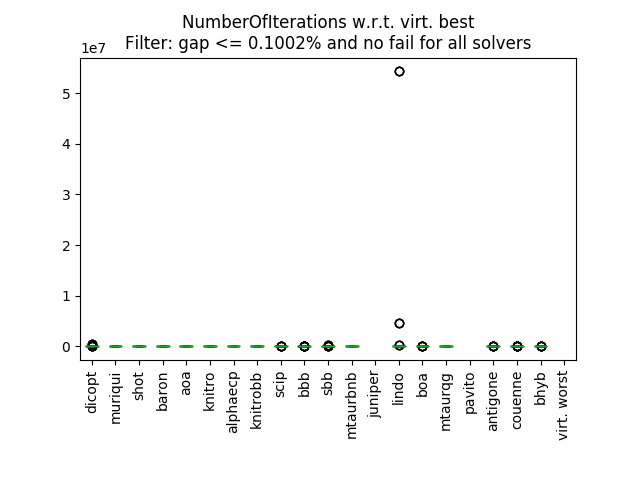 NumberOfIterations w.r.t. virt. best
Filter: gap <= 0.1002% and no fail for all solvers
1e7
5
4
3
2
1
0
dicopt
muriqui
shot
baron
aoa
knitro
alphaecp
knitrobb
scip
bbb
sbb
mtaurbnb
juniper
lindo
boa
mtaurqg
pavito
antigone
couenne
bhyb
virt. worst